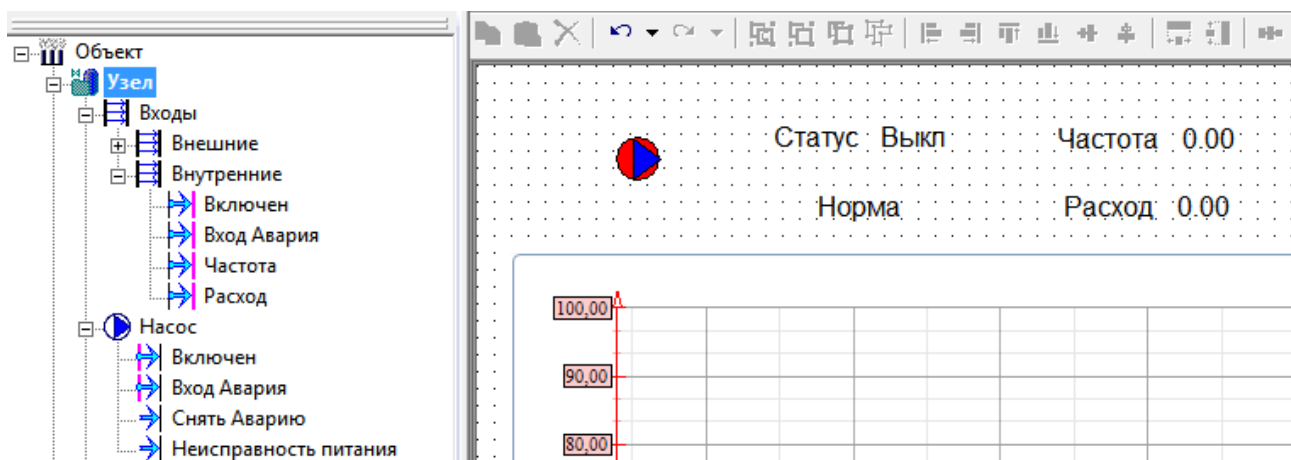 Объект
Узел
Входы
Внешние
Внутренние
Включен
Вход Авария
Частота
Расход
Насос
Включен
Вход Авария
Снять Аварию
Неисправность питания
Статус Выкл Частота 0.00
Норма Расход 0.00
100,00
90,00
80,00